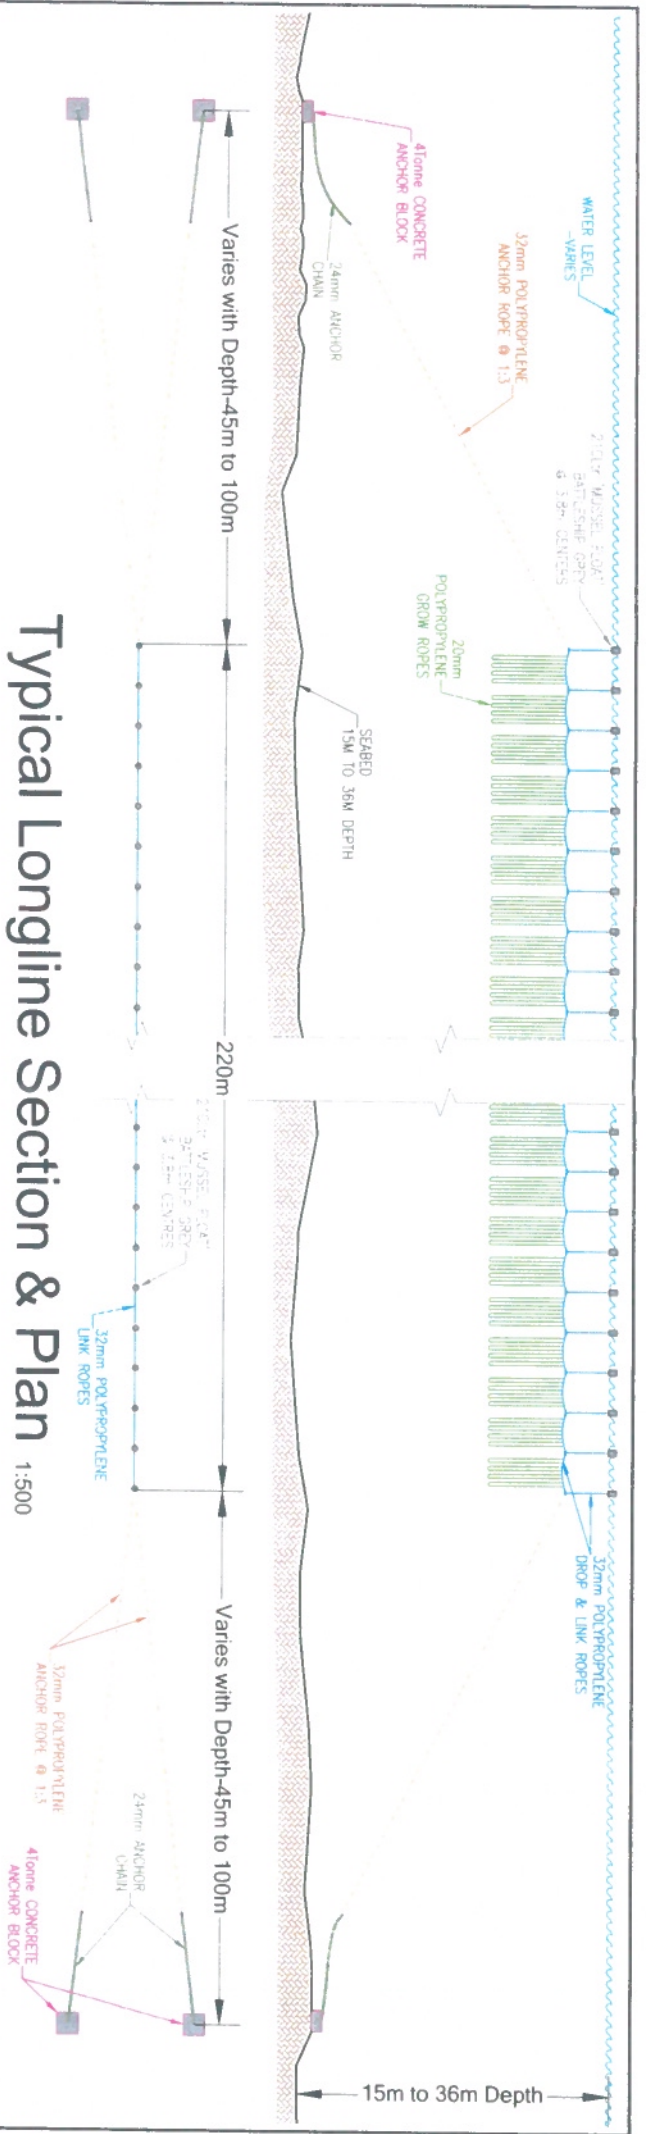 WATER LEVEL
-VARIES
32mm POLYPROPYLENE
ANCHOR ROPE @ 1:3
4Tonne CONCRETE
ANCHOR BLOCK
24mm ANCHOR
CHAIN
MUSSEL FLOAT
BATTLESHIP GREY
CENTERS
20mm
POLYPROPYLENE
GROW ROPES
SEABED
15M TO 36M DEPTH
32mm POLYPROPYLENE
DROP & LINK ROPES
15m to 36m Depth
Varies with Depth-45m to 100m
220m
Varies with Depth-45m to 100m
MUSSEL FLOAT
BATTLESHIP GREY
CENTRES
32mm POLYPROPYLENE
LINK ROPES
32mm POLYPROPYLENE
ANCHOR ROPE @ 1:3
24mm ANCHOR
CHAIN
4Tonne CONCRETE
ANCHOR BLOCK
Typical Longline Section & Plan 1:500